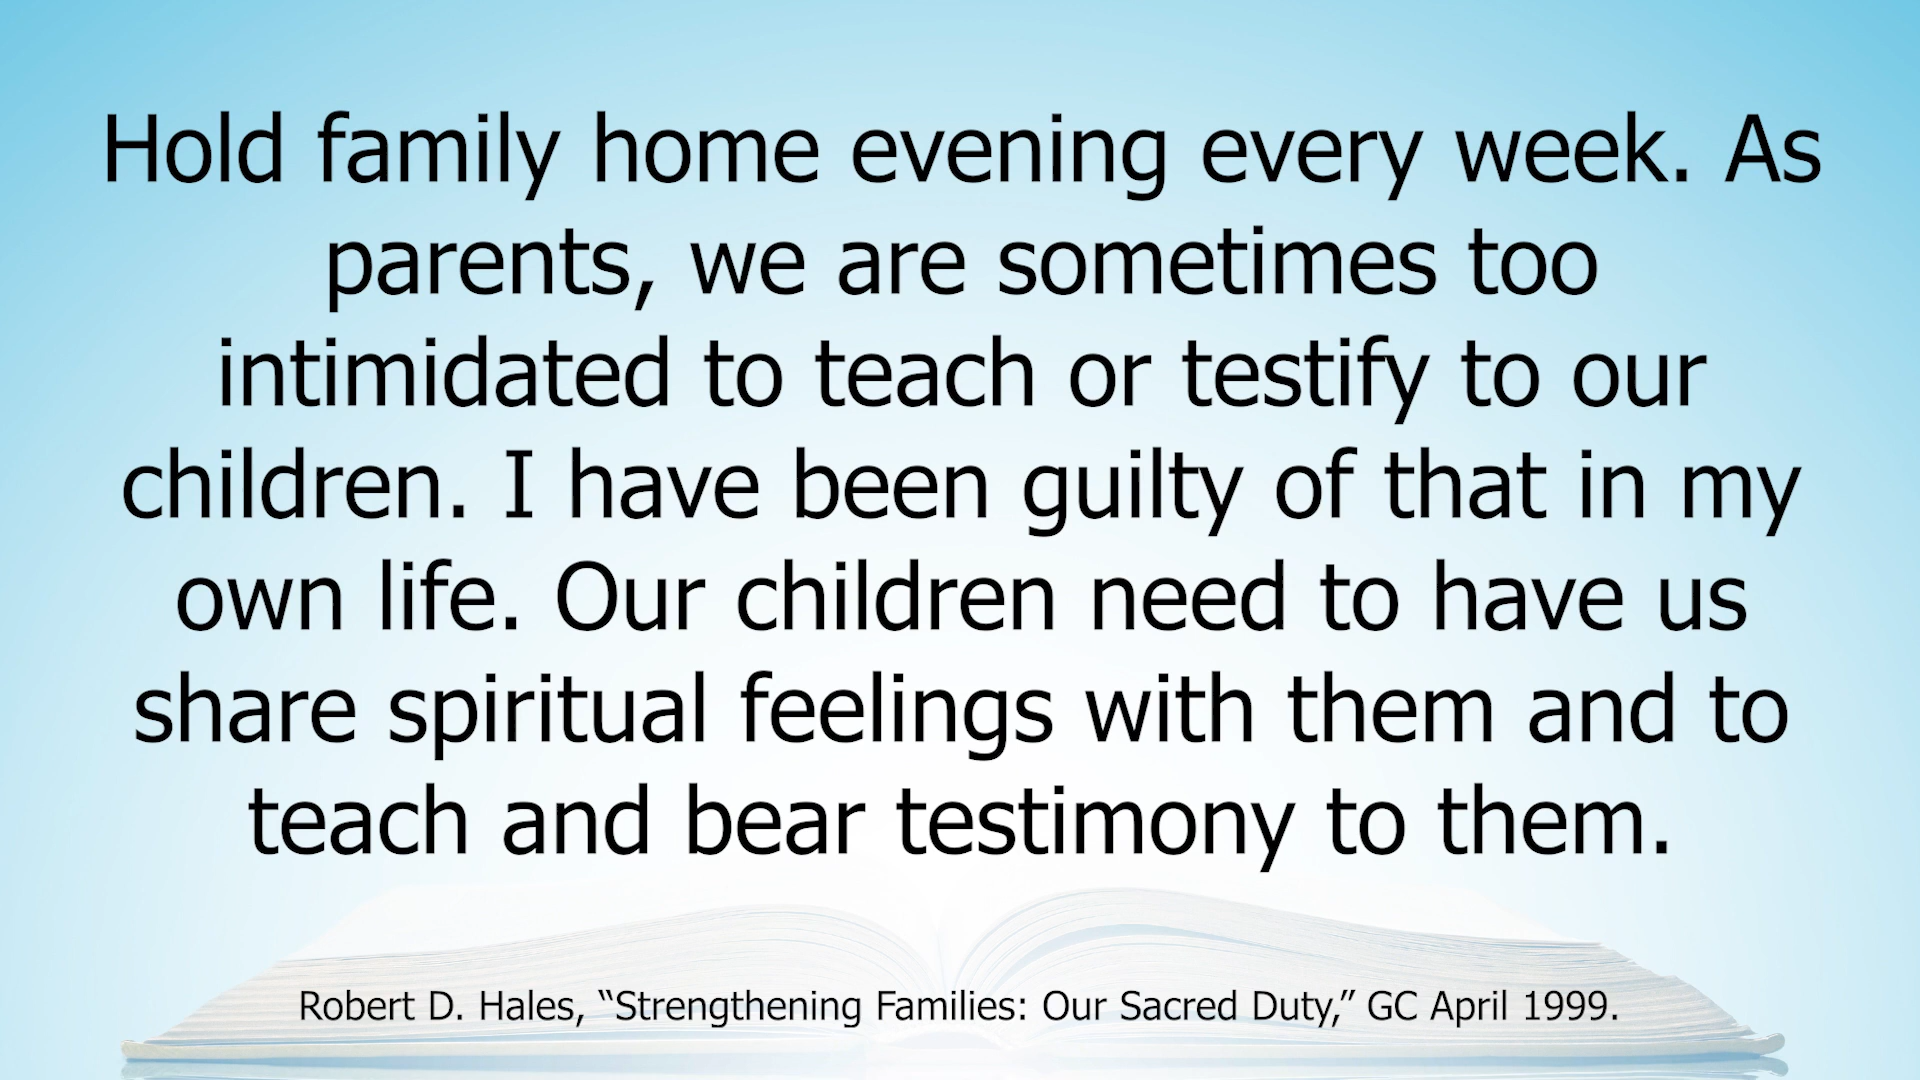 Hold family home evening every week. As
parents, we are sometimes too
intimidated to teach or testify to our
children. I have been guilty of that in my
own life. Our children need to have us
share spiritual feelings with them and to
teach and bear testimony to them.
Robert D. Hales, “Strengthening Families: Our Sacred Duty,” GC April 1999.